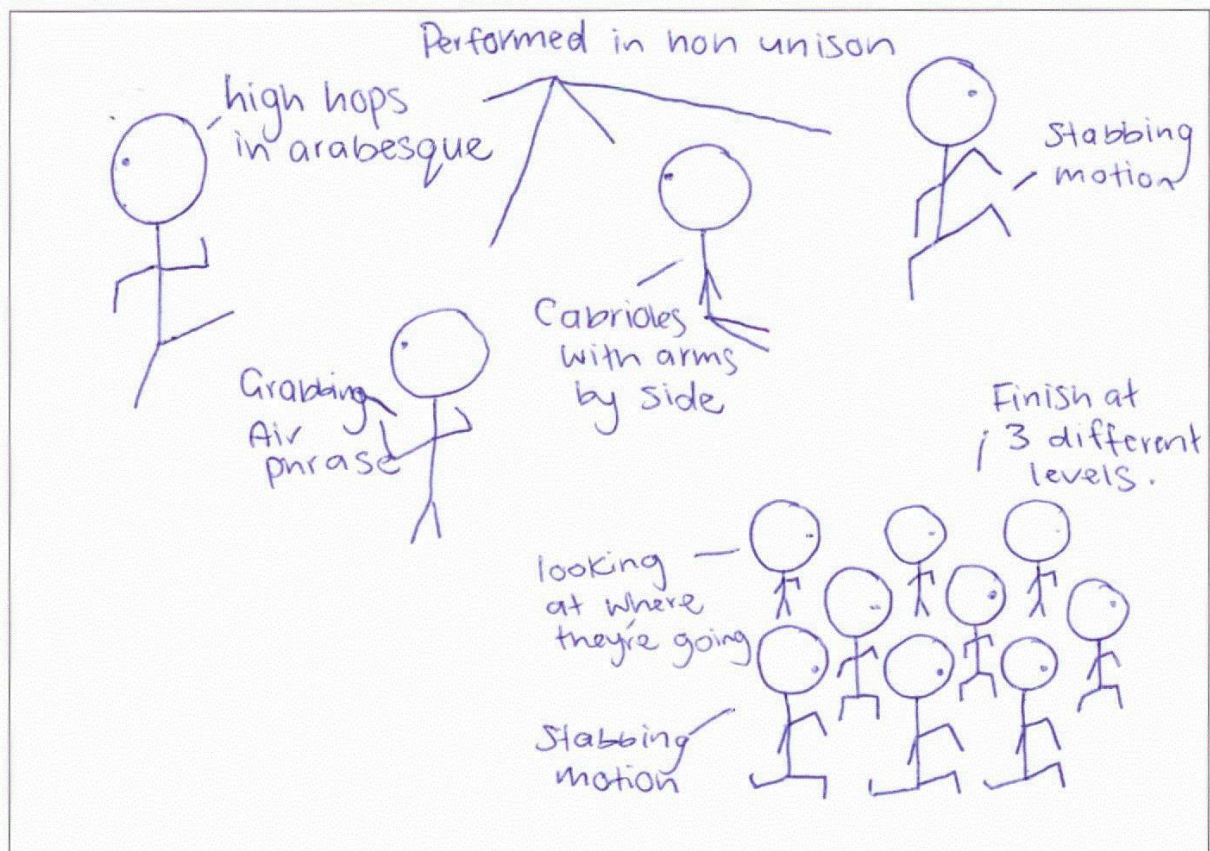 Performed in non unison
high hops
in arabesque
Stabbing
motion
Cabrioles
with arms
by side
Grabbing
Air
phrase
Finish at
3 different
levels.
looking
at where
they're going
Stabbing
motion